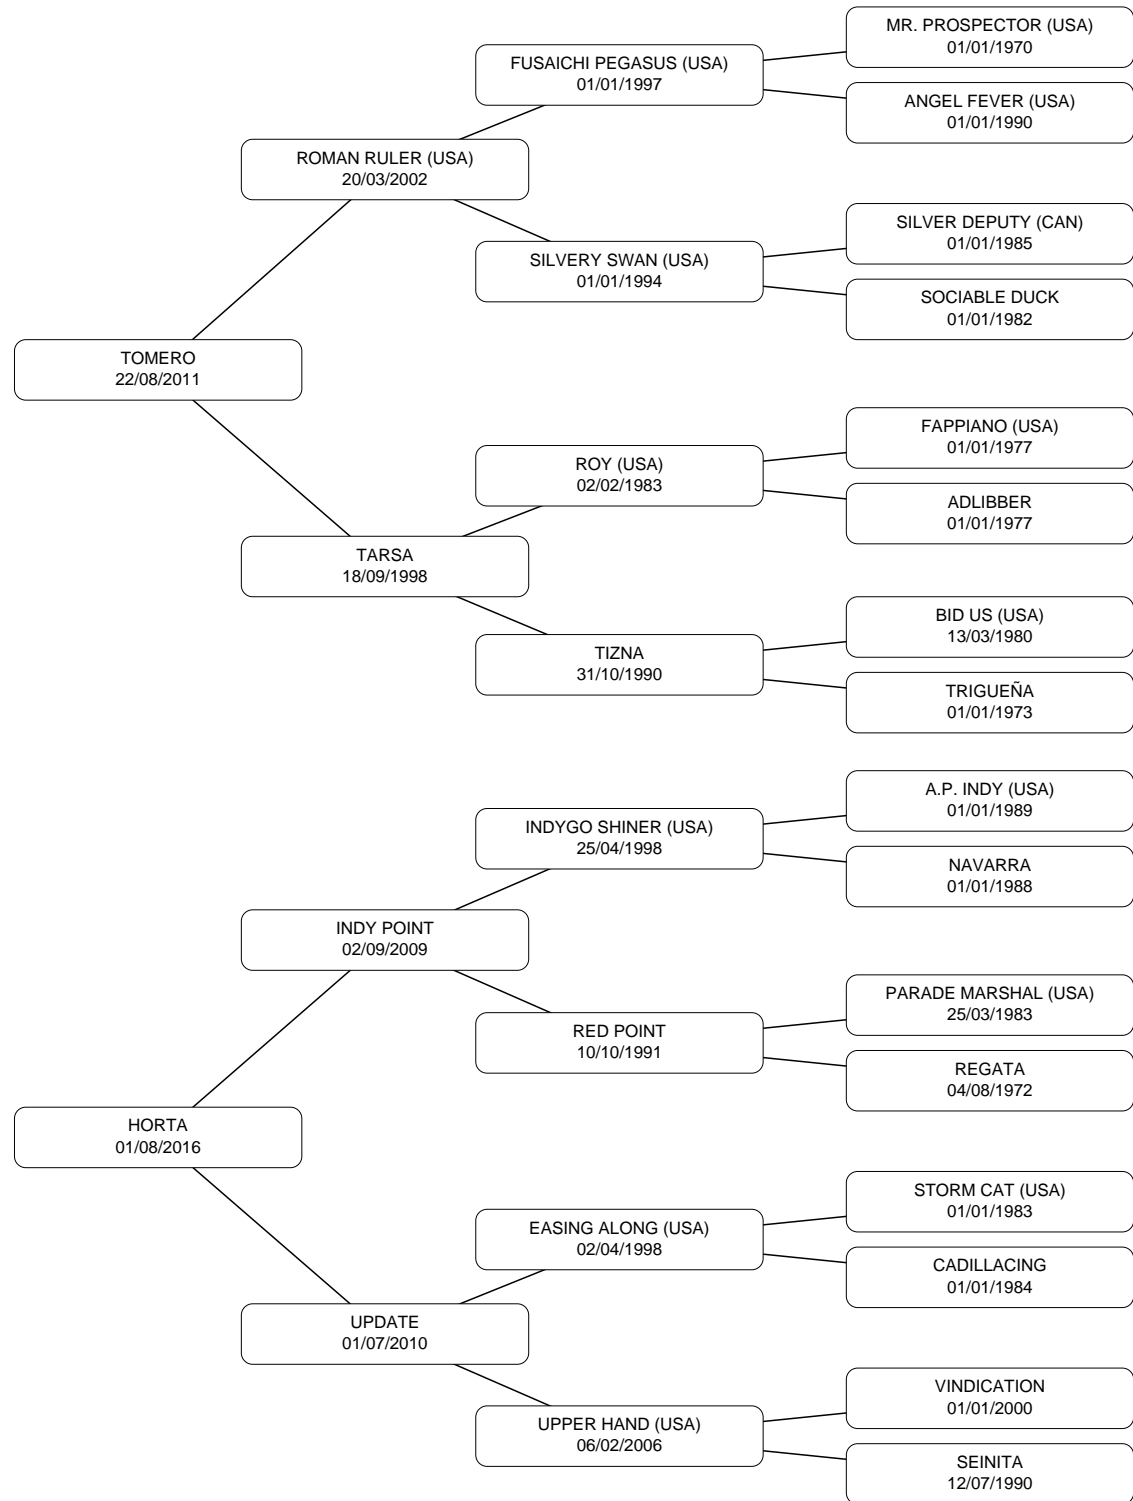 MR. PROSPECTOR (USA)
01/01/1970
FUSAICHI PEGASUS (USA)
01/01/1997
ANGEL FEVER (USA)
01/01/1990
ROMAN RULER (USA)
20/03/2002
SILVER DEPUTY (CAN)
01/01/1985
SILVERY SWAN (USA)
01/01/1994
SOCIABLE DUCK
01/01/1982
TOMERO
22/08/2011
FAPPIANO (USA)
01/01/1977
ROY (USA)
02/02/1983
ADLIBBER
01/01/1977
TARSA
18/09/1998
BID US (USA)
13/03/1980
TIZNA
31/10/1990
TRIGUEÑA
01/01/1973
A.P. INDY (USA)
01/01/1989
INDYGO SHINER (USA)
25/04/1998
NAVARRA
01/01/1988
INDY POINT
02/09/2009
PARADE MARSHAL (USA)
25/03/1983
RED POINT
10/10/1991
REGATA
04/08/1972
HORTA
01/08/2016
STORM CAT (USA)
01/01/1983
EASING ALONG (USA)
02/04/1998
CADILLACING
01/01/1984
UPDATE
01/07/2010
VINDICATION
01/01/2000
UPPER HAND (USA)
06/02/2006
SEINITA
12/07/1990